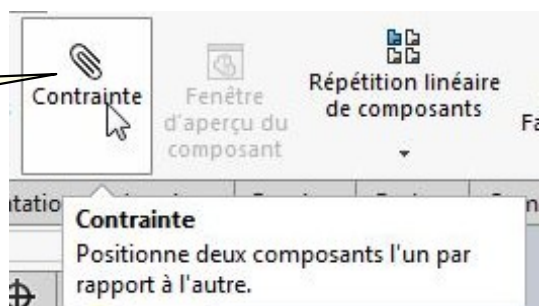 Contrainte
Fenêtre
d'aperçu du
composant
Répétition linéaire
de composants
Contrainte
Positionne deux composants l'un par
rapport à l'autre.